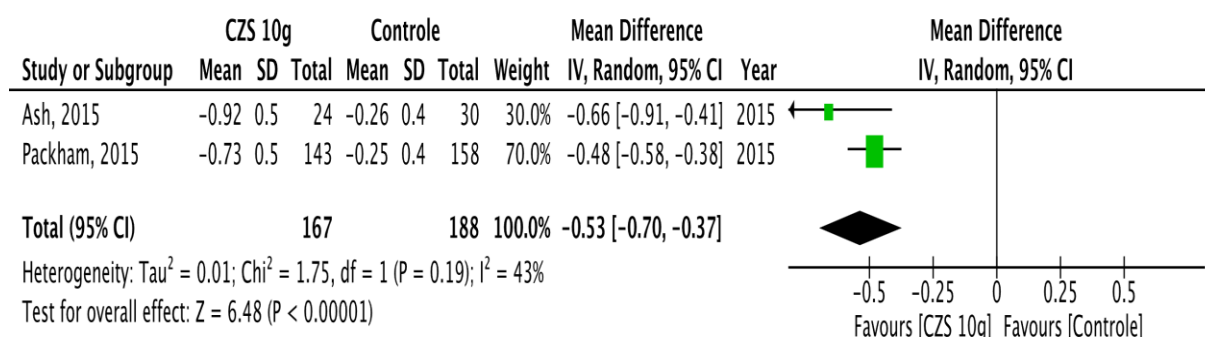 CZS 10g Controle Mean Difference Mean Difference
Study or Subgroup Mean SD Total Mean SD Total Weight IV, Random, 95% CI Year IV, Random, 95% CI
Ash, 2015 −0.92 0.5 24 −0.26 0.4 30 30.0% −0.66 [−0.91, −0.41] 2015
Packham, 2015 −0.73 0.5 143 −0.25 0.4 158 70.0% −0.48 [−0.58, −0.38] 2015
Total (95% CI) 167 188 100.0% −0.53 [−0.70, −0.37]
Heterogeneity: Tau² = 0.01; Chi² = 1.75, df = 1 (P = 0.19); I² = 43%
Test for overall effect: Z = 6.48 (P < 0.00001)
−0.5 −0.25 0 0.25 0.5
Favours [CZS 10g] Favours [Controle]